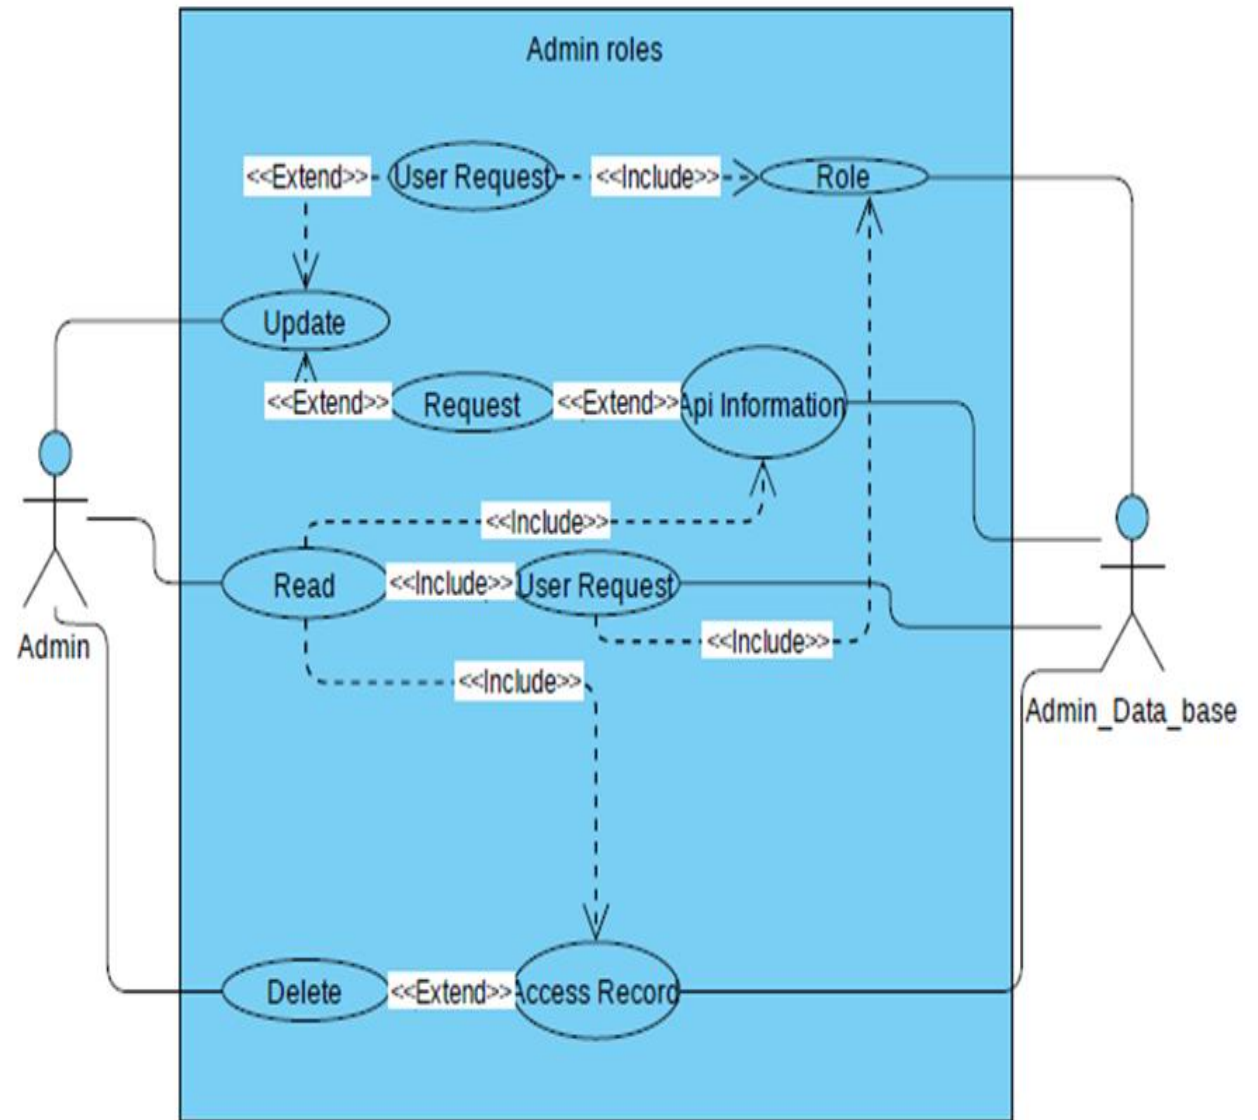 Admin roles
<<Extend>>
User Request
<<Include>>
Role
Update
<<Extend>>
Request
<<Extend>>
Api Information
<<Include>>
Read
<<Include>>
User Request
<<Include>>
Admin
<<Include>>
Admin_Data_base
Delete
<<Extend>>
Access Record